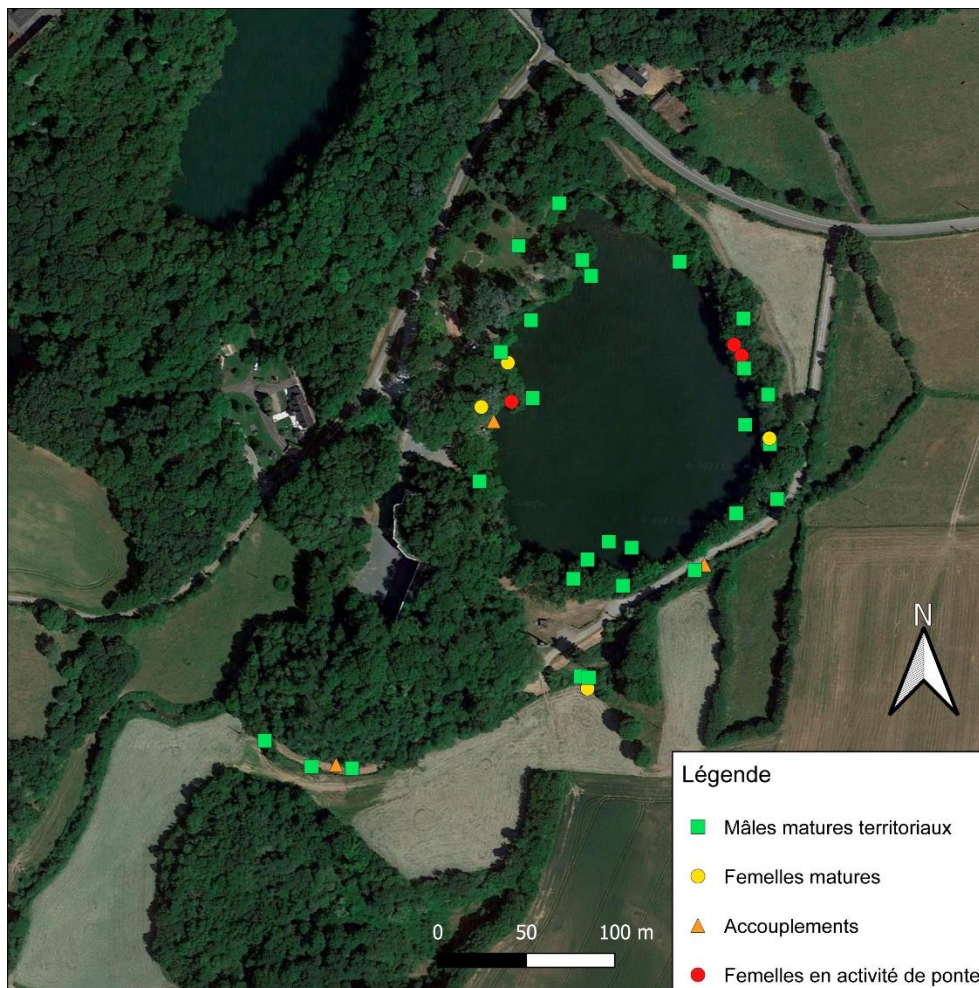 N
Légende
Mâles matures territoriaux
Femelles matures
Accouplements
Femelles en activité de ponte
0 50 100 m